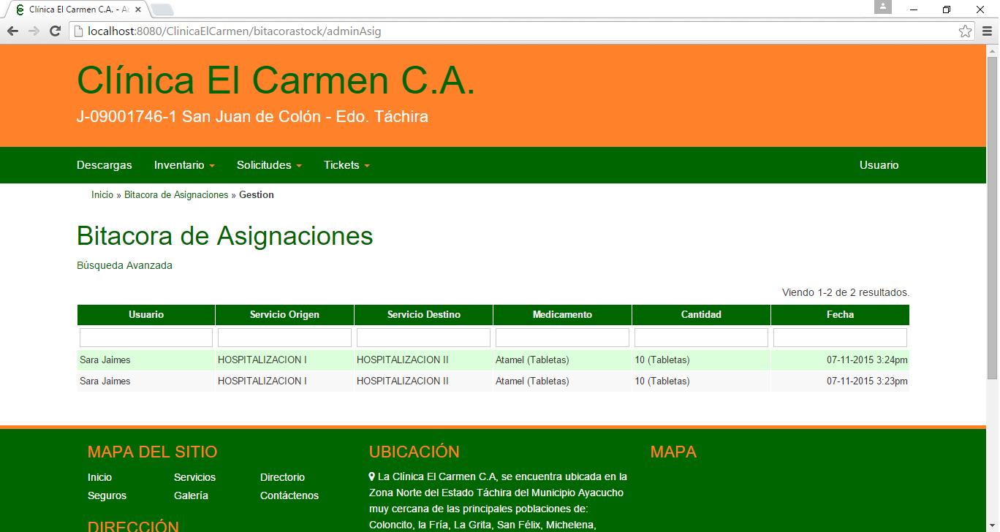 Clínica El Carmen C.A. - Ac
localhost:8080/ClinicaElCarmen/bitacorastock/adminAsig
Clínica El Carmen C.A.
J-09001746-1 San Juan de Colón - Edo. Táchira
Descargas Inventario Solicitudes Tickets Usuario
Inicio » Bitacora de Asignaciones » Gestion
Bitacora de Asignaciones
Búsqueda Avanzada
Viendo 1-2 de 2 resultados.
Usuario Servicio Origen Servicio Destino Medicamento Cantidad Fecha
Sara Jaimes HOSPITALIZACION I HOSPITALIZACION II Atamel (Tabletas) 10 (Tabletas) 07-11-2015 3:24pm
Sara Jaimes HOSPITALIZACION I HOSPITALIZACION II Atamel (Tabletas) 10 (Tabletas) 07-11-2015 3:23pm
MAPA DEL SITIO
Inicio Servicios Directorio
Seguros Galería Contáctenos
DIRECCIÓN
UBICACIÓN
La Clínica El Carmen C.A, se encuentra ubicada en la
Zona Norte del Estado Táchira del Municipio Ayacucho
muy cercana de las principales poblaciones de:
Coloncito, la Fría, La Grita, San Félix, Michelena,
MAPA